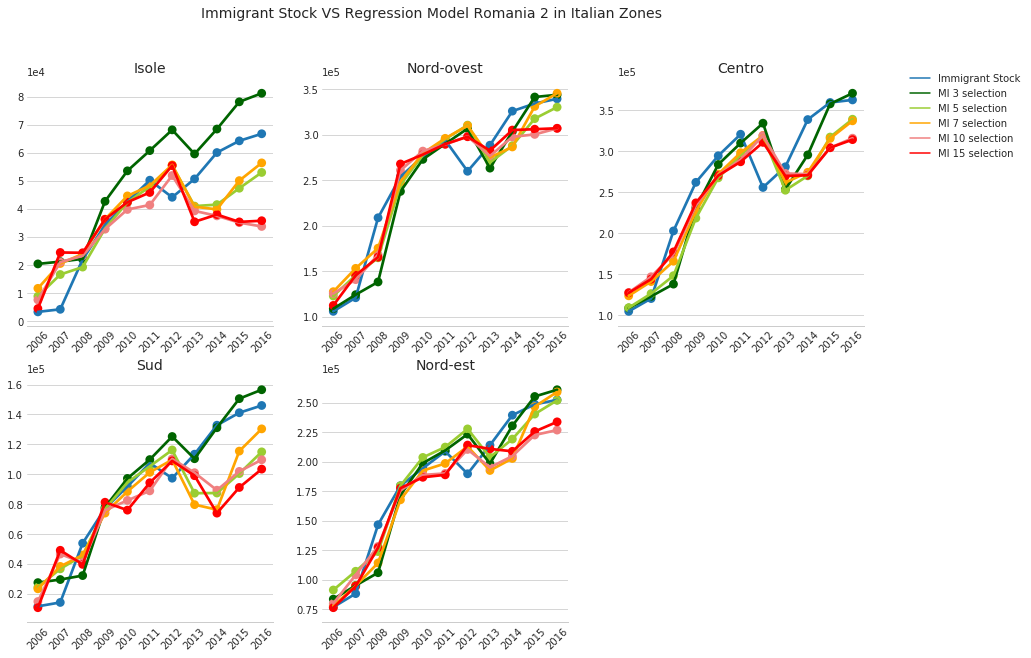 Immigrant Stock VS Regression Model Romania 2 in Italian Zones
Isole
1e4
8
7
6
5
4
3
2
1
0
2006 2007 2008 2009 2010 2011 2012 2013 2014 2015 2016
Nord-ovest
1e5
3.5
3.0
2.5
2.0
1.5
1.0
2006 2007 2008 2009 2010 2011 2012 2013 2014 2015 2016
Centro
1e5
3.5
3.0
2.5
2.0
1.5
1.0
2006 2007 2008 2009 2010 2011 2012 2013 2014 2015 2016
Immigrant Stock
MI 3 selection
MI 5 selection
MI 7 selection
MI 10 selection
MI 15 selection
Sud
1e5
1.6
1.4
1.2
1.0
0.8
0.6
0.4
0.2
2006 2007 2008 2009 2010 2011 2012 2013 2014 2015 2016
Nord-est
1e5
2.50
2.25
2.00
1.75
1.50
1.25
1.00
0.75
2006 2007 2008 2009 2010 2011 2012 2013 2014 2015 2016